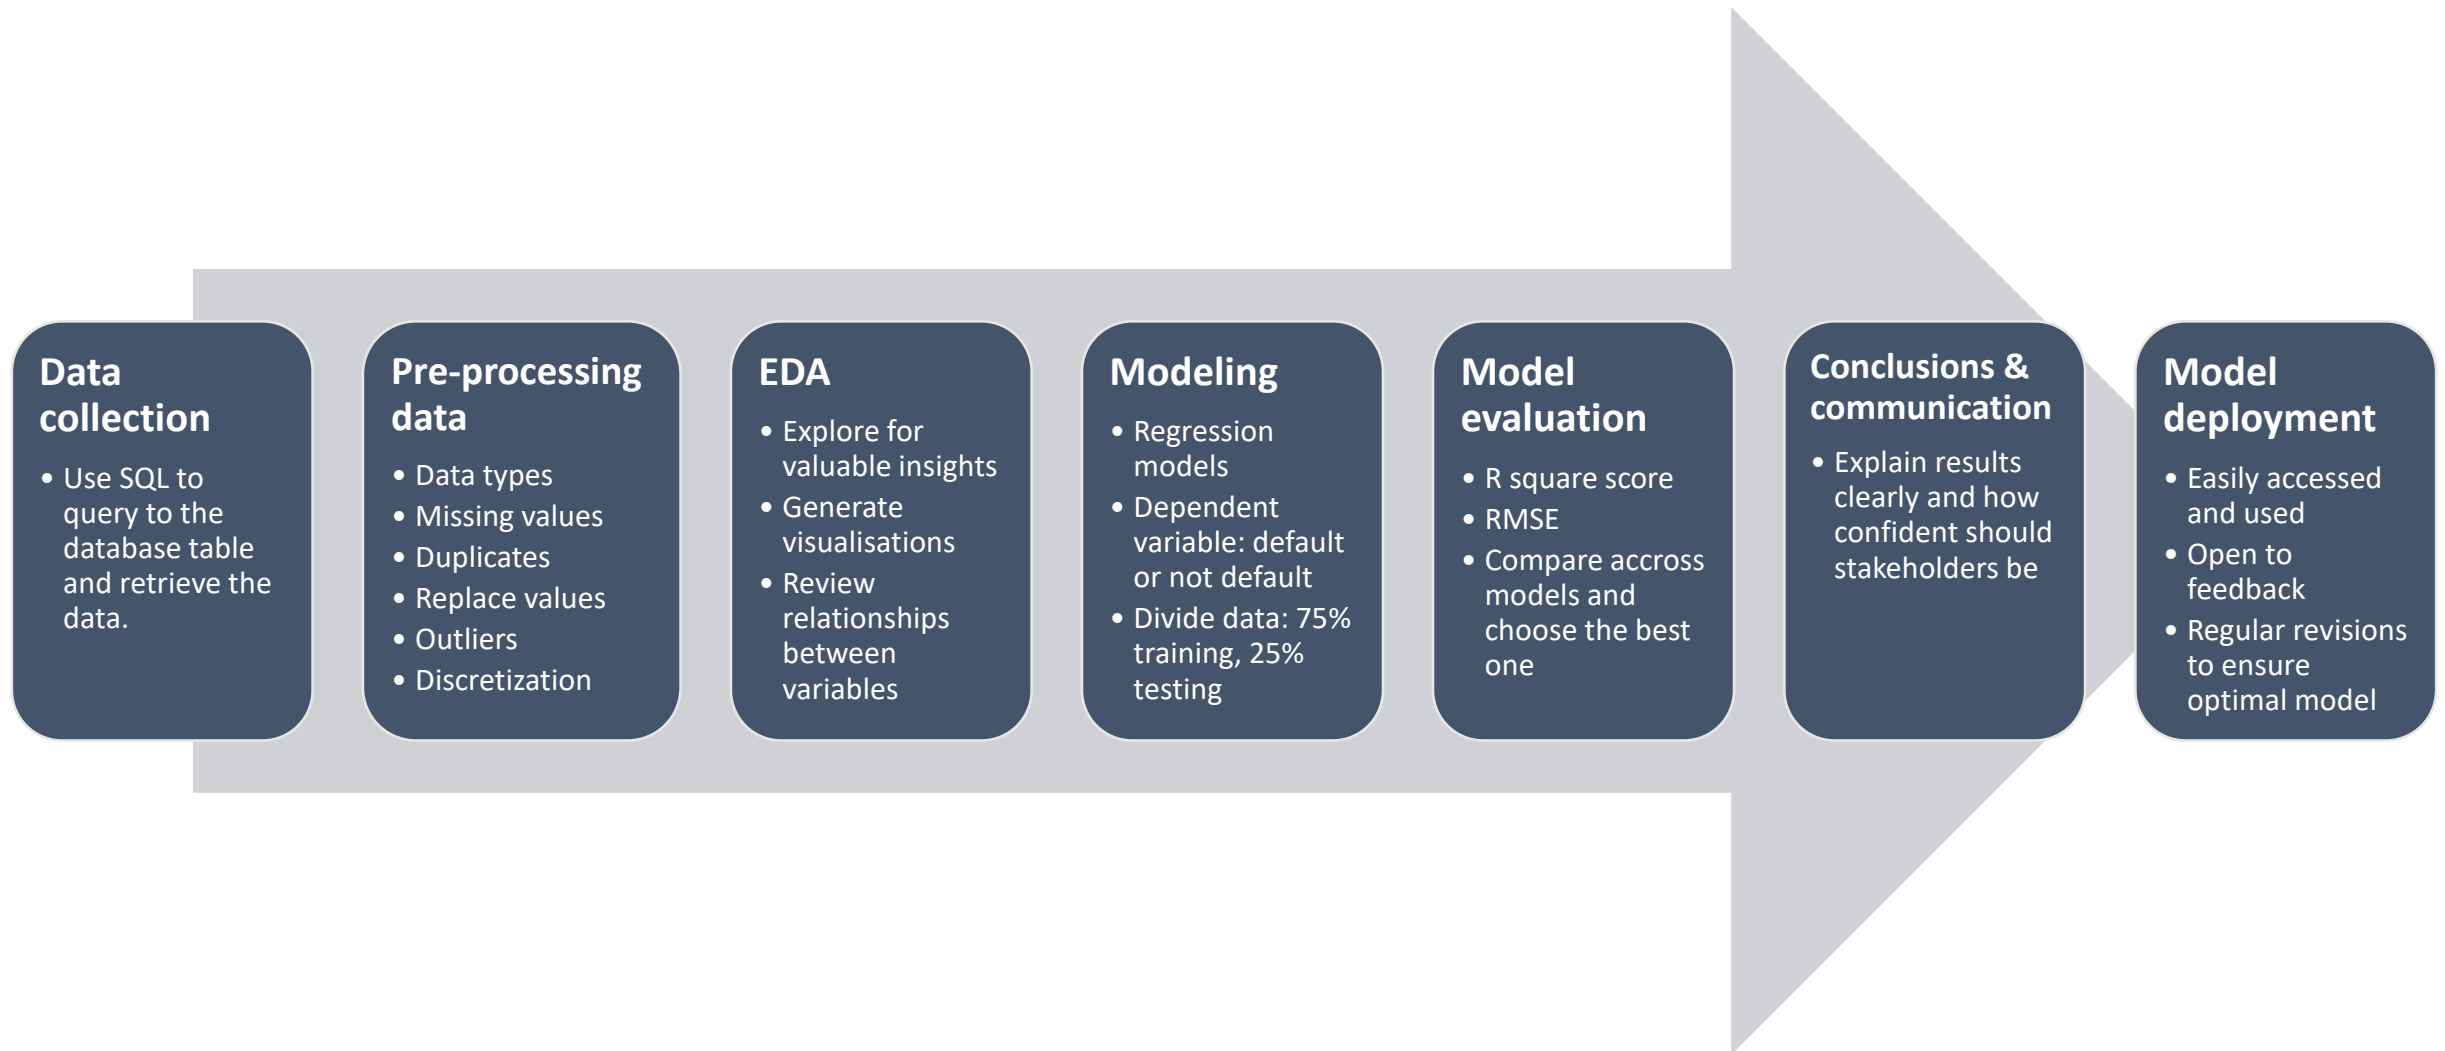 Data
collection
• Use SQL to
query to the
database table
and retrieve the
data.
Pre-processing
data
• Data types
• Missing values
• Duplicates
• Replace values
• Outliers
• Discretization
EDA
• Explore for
valuable insights
• Generate
visualisations
• Review
relationships
between
variables
Modeling
• Regression
models
• Dependent
variable: default
or not default
• Divide data: 75%
training, 25%
testing
Model
evaluation
• R square score
• RMSE
• Compare accross
models and
choose the best
one
Conclusions &
communication
• Explain results
clearly and how
confident should
stakeholders be
Model
deployment
• Easily accessed
and used
• Open to
feedback
• Regular revisions
to ensure
optimal model